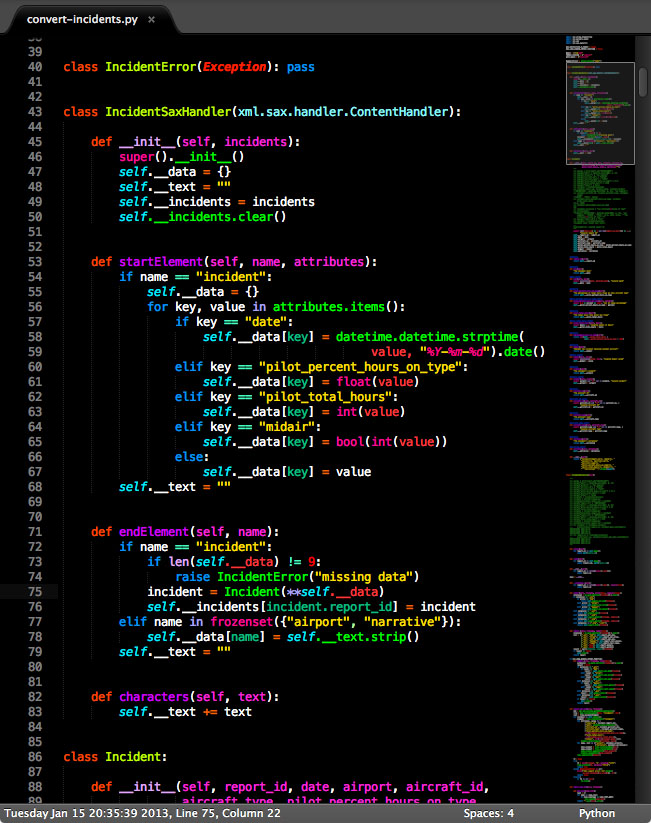 convert-incidents.py ×
38
39
40 class IncidentError(Exception): pass
41
42
43 class IncidentSaxHandler(xml.sax.handler.ContentHandler):
44
45     def __init__(self, incidents):
46         super().__init__()
47         self.__data = {}
48         self.__text = ""
49         self.__incidents = incidents
50         self.__incidents.clear()
51
52
53     def startElement(self, name, attributes):
54         if name == "incident":
55             self.__data = {}
56             for key, value in attributes.items():
57                 if key == "date":
58                     self.__data[key] = datetime.datetime.strptime(
59                                             value, "%Y-%m-%d").date()
60                 elif key == "pilot_percent_hours_on_type":
61                     self.__data[key] = float(value)
62                 elif key == "pilot_total_hours":
63                     self.__data[key] = int(value)
64                 elif key == "midair":
65                     self.__data[key] = bool(int(value))
66                 else:
67                     self.__data[key] = value
68         self.__text = ""
69
70
71     def endElement(self, name):
72         if name == "incident":
73             if len(self.__data) != 9:
74                 raise IncidentError("missing data")
75             incident = Incident(**self.__data)
76             self.__incidents[incident.report_id] = incident
77         elif name in frozenset({"airport", "narrative"}):
78             self.__data[name] = self.__text.strip()
79         self.__text = ""
80
81
82     def characters(self, text):
83         self.__text += text
84
85
86 class Incident:
87
88     def __init__(self, report_id, date, airport, aircraft_id,
89                  aircraft_type, pilot_percent_hours_on_type,
Tuesday Jan 15 20:35:39 2013, Line 75, Column 22 Spaces: 4 Python